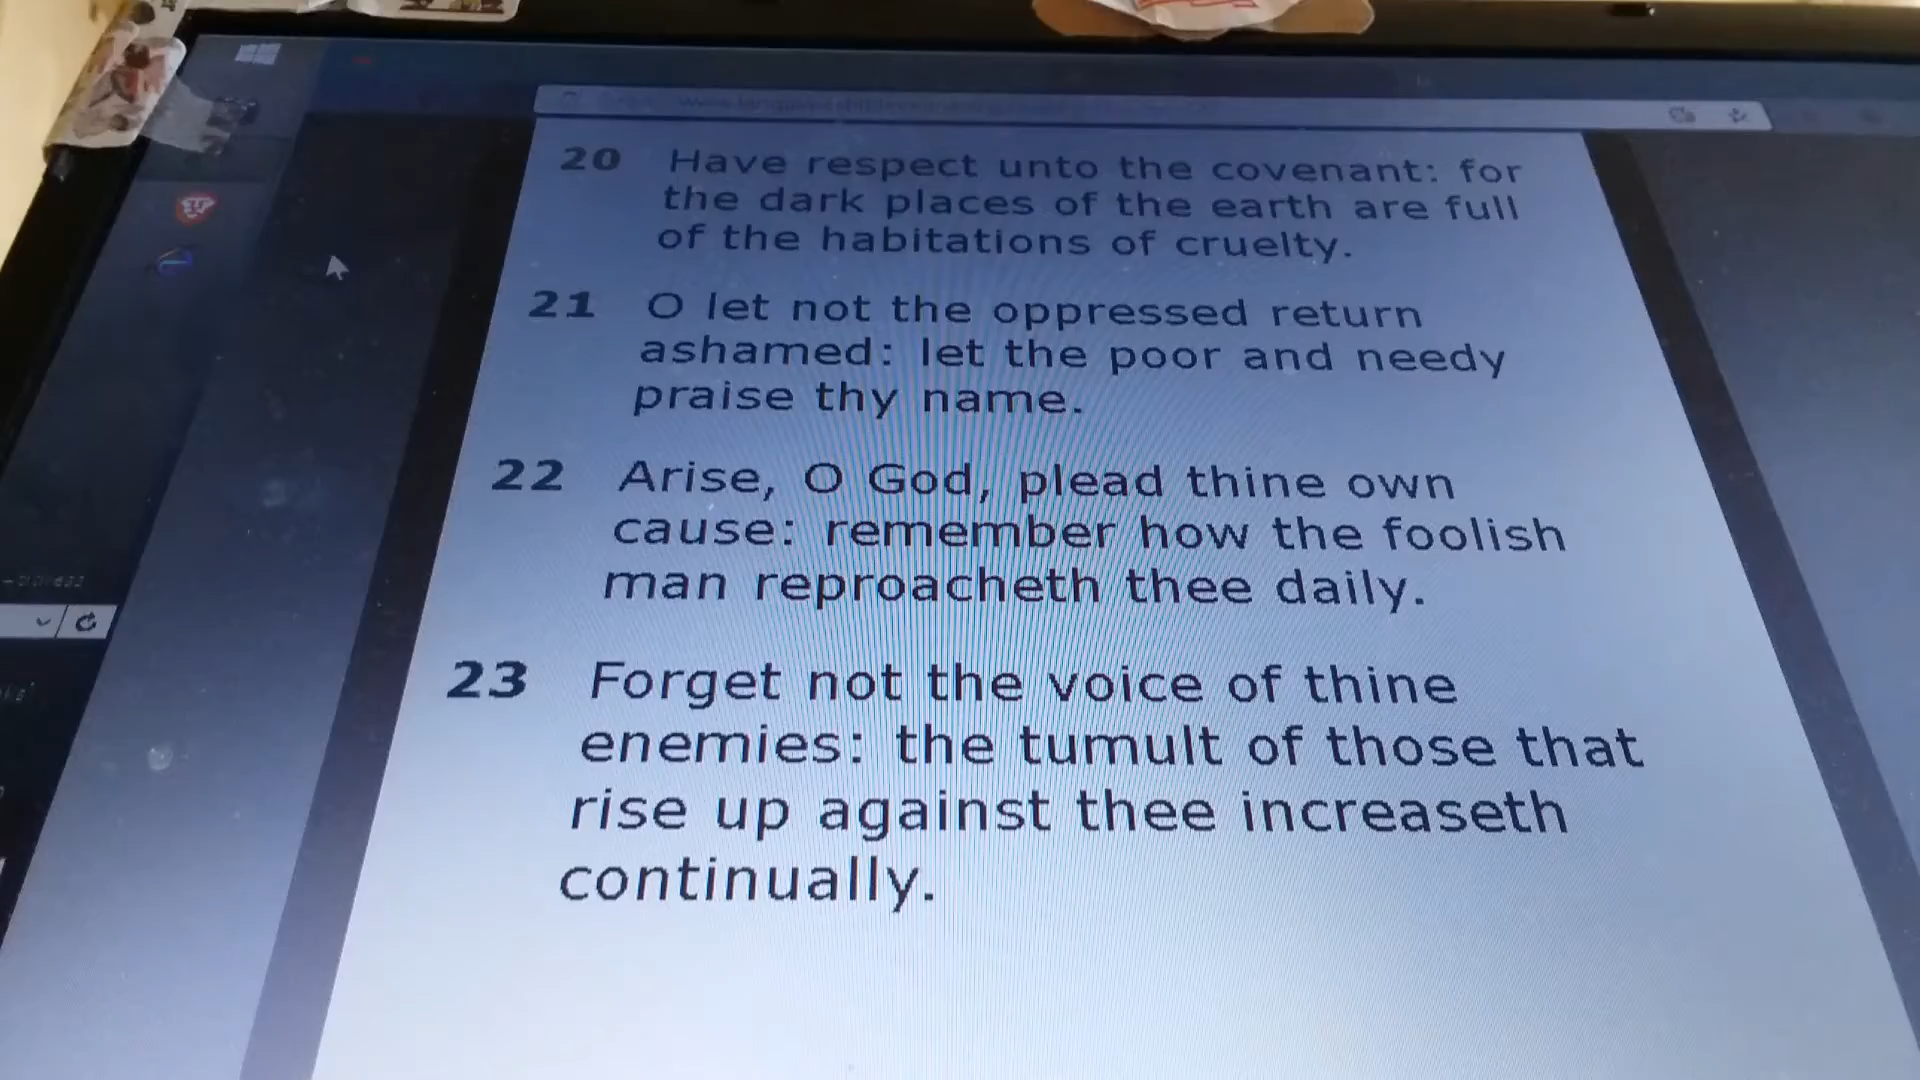 20 Have respect unto the covenant: for
the dark places of the earth are full
of the habitations of cruelty.
21 O let not the oppressed return
ashamed: let the poor and needy
praise thy name.
22 Arise, O God, plead thine own
cause: remember how the foolish
man reproacheth thee daily.
23 Forget not the voice of thine
enemies: the tumult of those that
rise up against thee increaseth
continually.